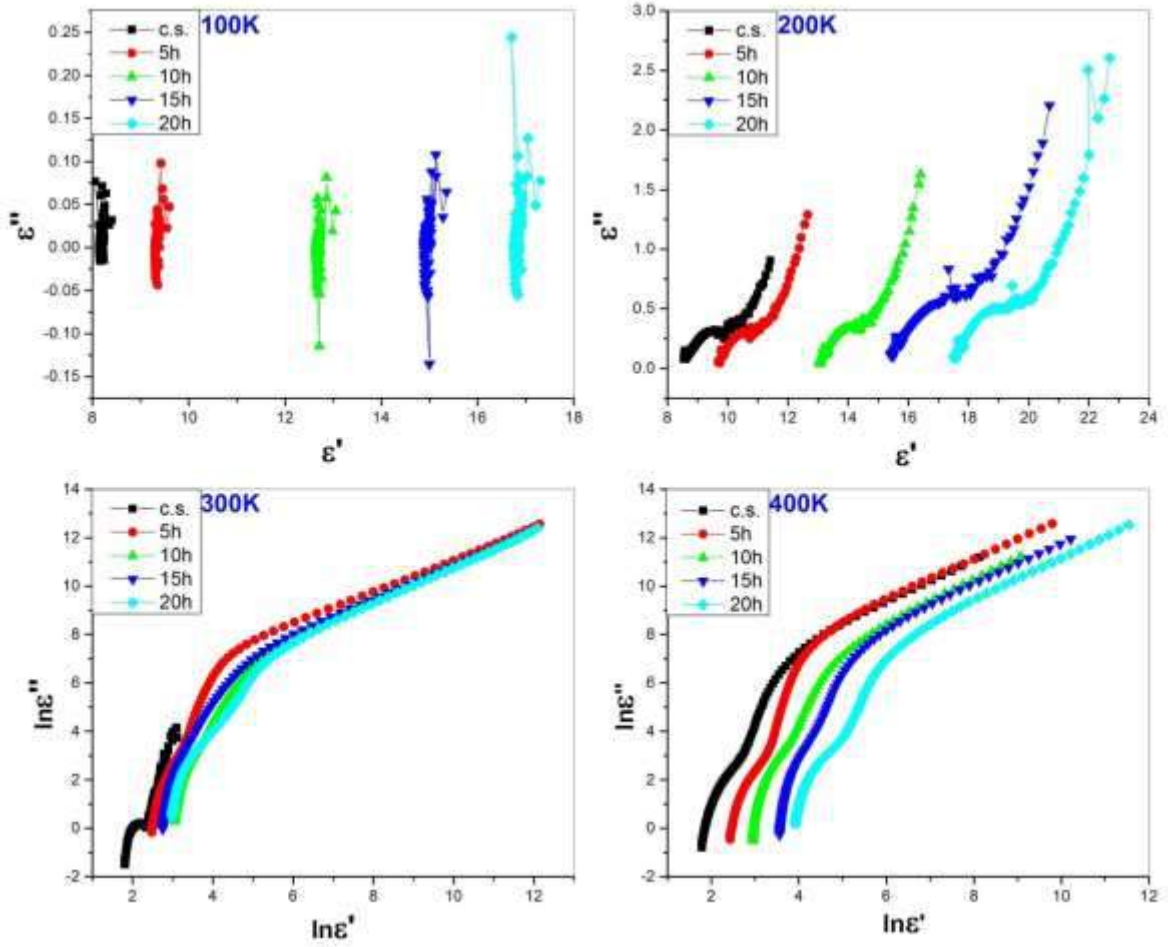 100K
c.s.
5h
10h
15h
20h
0.25
0.20
0.15
0.10
0.05
0.00
-0.05
-0.10
-0.15
ε''
8 10 12 14 16 18
ε'
200K
c.s.
5h
10h
15h
20h
3.0
2.5
2.0
1.5
1.0
0.5
0.0
ε''
8 10 12 14 16 18 20 22 24
ε'
300K
c.s.
5h
10h
15h
20h
14
12
10
8
6
4
2
0
-2
lnε''
2 4 6 8 10 12
lnε'
400K
c.s.
5h
10h
15h
20h
14
12
10
8
6
4
2
0
-2
lnε''
2 4 6 8 10 12
lnε'